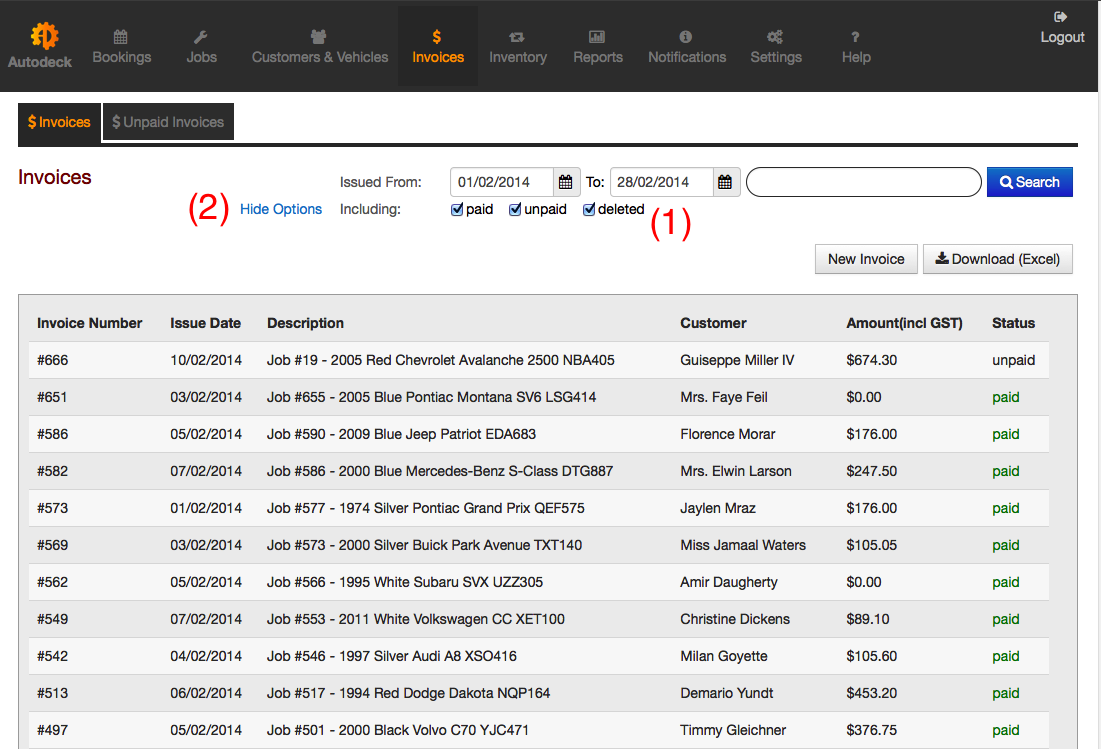 Autodeck Bookings Jobs Customers & Vehicles $ Invoices Inventory Reports Notifications Settings ? Help Logout
$ Invoices $ Unpaid Invoices
Invoices Issued From: 01/02/2014 To: 28/02/2014 Search
(2) Hide Options Including: paid unpaid deleted (1)
New Invoice Download (Excel)
Invoice Number Issue Date Description Customer Amount(incl GST) Status
#666 10/02/2014 Job #19 - 2005 Red Chevrolet Avalanche 2500 NBA405 Guiseppe Miller IV $674.30 unpaid
#651 03/02/2014 Job #655 - 2005 Blue Pontiac Montana SV6 LSG414 Mrs. Faye Feil $0.00 paid
#586 05/02/2014 Job #590 - 2009 Blue Jeep Patriot EDA683 Florence Morar $176.00 paid
#582 07/02/2014 Job #586 - 2000 Blue Mercedes-Benz S-Class DTG887 Mrs. Elwin Larson $247.50 paid
#573 01/02/2014 Job #577 - 1974 Silver Pontiac Grand Prix QEF575 Jaylen Mraz $176.00 paid
#569 03/02/2014 Job #573 - 2000 Silver Buick Park Avenue TXT140 Miss Jamaal Waters $105.05 paid
#562 05/02/2014 Job #566 - 1995 White Subaru SVX UZZ305 Amir Daugherty $0.00 paid
#549 07/02/2014 Job #553 - 2011 White Volkswagen CC XET100 Christine Dickens $89.10 paid
#542 04/02/2014 Job #546 - 1997 Silver Audi A8 XSO416 Milan Goyette $105.60 paid
#513 06/02/2014 Job #517 - 1994 Red Dodge Dakota NQP164 Demario Yundt $453.20 paid
#497 05/02/2014 Job #501 - 2000 Black Volvo C70 YJC471 Timmy Gleichner $376.75 paid